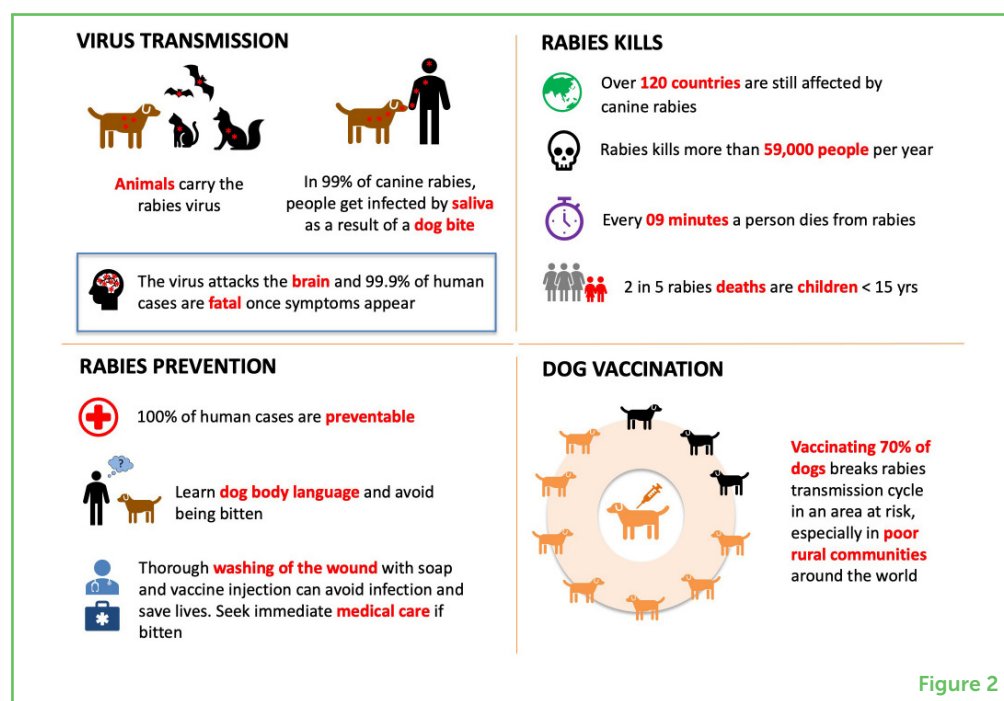 VIRUS TRANSMISSION
Animals carry the
rabies virus
In 99% of canine rabies,
people get infected by saliva
as a result of a dog bite
The virus attacks the brain and 99.9% of human
cases are fatal once symptoms appear
RABIES KILLS
Over 120 countries are still affected by
canine rabies
Rabies kills more than 59,000 people per year
Every 09 minutes a person dies from rabies
2 in 5 rabies deaths are children < 15 yrs
RABIES PREVENTION
100% of human cases are preventable
?
Learn dog body language and avoid
being bitten
Thorough washing of the wound with soap
and vaccine injection can avoid infection and
save lives. Seek immediate medical care if
bitten
DOG VACCINATION
Vaccinating 70% of
dogs breaks rabies
transmission cycle
in an area at risk,
especially in poor
rural communities
around the world
Figure 2